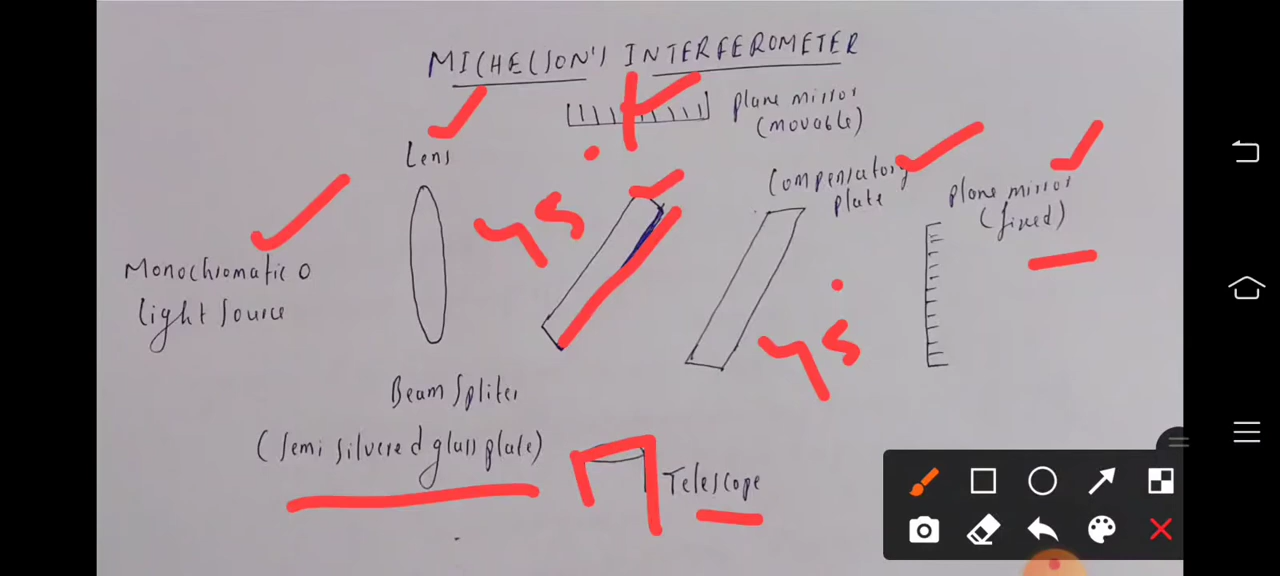 MICHELSON'S INTERFEROMETER
plane mirror
(movable)
Lens
Compensatory
plate
plane mirror
(fixed)
Monochromatic
light source
45°
45°
Beam Spliter
(semi silvered glass plate)
Telescope